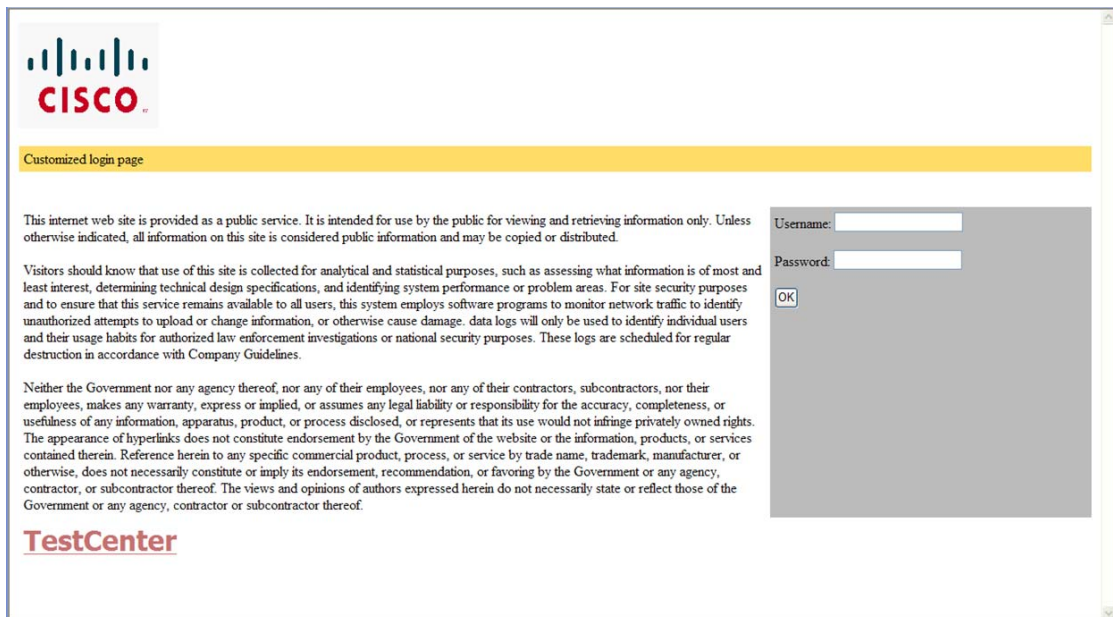 CISCO
Customized login page
This internet web site is provided as a public service. It is intended for use by the public for viewing and retrieving information only. Unless
otherwise indicated, all information on this site is considered public information and may be copied or distributed.
Visitors should know that use of this site is collected for analytical and statistical purposes, such as assessing what information is of most and
least interest, determining technical design specifications, and identifying system performance or problem areas. For site security purposes
and to ensure that this service remains available to all users, this system employs software programs to monitor network traffic to identify
unauthorized attempts to upload or change information, or otherwise cause damage. data logs will only be used to identify individual users
and their usage habits for authorized law enforcement investigations or national security purposes. These logs are scheduled for regular
destruction in accordance with Company Guidelines.
Neither the Government nor any agency thereof, nor any of their employees, nor any of their contractors, subcontractors, nor their
employees, makes any warranty, express or implied, or assumes any legal liability or responsibility for the accuracy, completeness, or
usefulness of any information, apparatus, product, or process disclosed, or represents that its use would not infringe privately owned rights.
The appearance of hyperlinks does not constitute endorsement by the Government of the website or the information, products, or services
contained therein. Reference herein to any specific commercial product, process, or service by trade name, trademark, manufacturer, or
otherwise, does not necessarily constitute or imply its endorsement, recommendation, or favoring by the Government or any agency,
contractor, or subcontractor thereof. The views and opinions of authors expressed herein do not necessarily state or reflect those of the
Government or any agency, contractor or subcontractor thereof.
Username:
Password:
OK
TestCenter